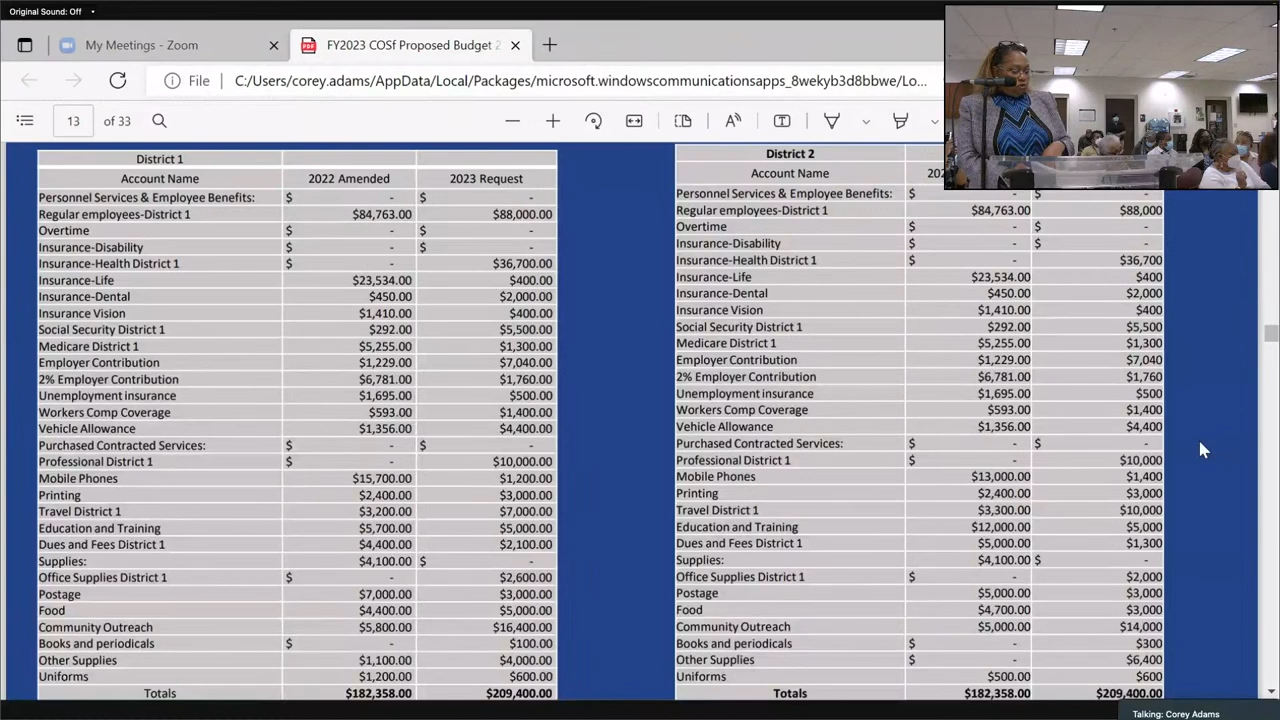 Original Sound: Off
My Meetings - Zoom
FY2023 COSf Proposed Budget 2
File C:/Users/corey.adams/AppData/Local/Packages/microsoft.windowscommunicationsapps_8wekyb3d8bbwe/Lo...
13 of 33
District 1
Account Name 2022 Amended 2023 Request
Personnel Services & Employee Benefits: $ - $ -
Regular employees-District 1 $84,763.00 $88,000.00
Overtime $ - $ -
Insurance-Disability $ - $ -
Insurance-Health District 1 $ - $36,700.00
Insurance-Life $23,534.00 $400.00
Insurance-Dental $450.00 $2,000.00
Insurance Vision $1,410.00 $400.00
Social Security District 1 $292.00 $5,500.00
Medicare District 1 $5,255.00 $1,300.00
Employer Contribution $1,229.00 $7,040.00
2% Employer Contribution $6,781.00 $1,760.00
Unemployment insurance $1,695.00 $500.00
Workers Comp Coverage $593.00 $1,400.00
Vehicle Allowance $1,356.00 $4,400.00
Purchased Contracted Services: $ - $ -
Professional District 1 $ - $10,000.00
Mobile Phones $15,700.00 $1,200.00
Printing $2,400.00 $3,000.00
Travel District 1 $3,200.00 $7,000.00
Education and Training $5,700.00 $5,000.00
Dues and Fees District 1 $4,400.00 $2,100.00
Supplies: $4,100.00 $ -
Office Supplies District 1 $ - $2,600.00
Postage $7,000.00 $3,000.00
Food $4,400.00 $5,000.00
Community Outreach $5,800.00 $16,400.00
Books and periodicals $ - $100.00
Other Supplies $1,100.00 $4,000.00
Uniforms $1,200.00 $600.00
Totals $182,358.00 $209,400.00
District 2
Account Name 20
Personnel Services & Employee Benefits: $ - $ -
Regular employees-District 1 $84,763.00 $88,000
Overtime $ - $ -
Insurance-Disability $ - $ -
Insurance-Health District 1 $ - $36,700
Insurance-Life $23,534.00 $400
Insurance-Dental $450.00 $2,000
Insurance Vision $1,410.00 $400
Social Security District 1 $292.00 $5,500
Medicare District 1 $5,255.00 $1,300
Employer Contribution $1,229.00 $7,040
2% Employer Contribution $6,781.00 $1,760
Unemployment insurance $1,695.00 $500
Workers Comp Coverage $593.00 $1,400
Vehicle Allowance $1,356.00 $4,400
Purchased Contracted Services: $ - $ -
Professional District 1 $ - $10,000
Mobile Phones $13,000.00 $1,400
Printing $2,400.00 $3,000
Travel District 1 $3,300.00 $10,000
Education and Training $12,000.00 $5,000
Dues and Fees District 1 $5,000.00 $1,300
Supplies: $4,100.00 $ -
Office Supplies District 1 $ - $2,000
Postage $5,000.00 $3,000
Food $4,700.00 $3,000
Community Outreach $5,000.00 $14,000
Books and periodicals $ - $300
Other Supplies $ - $6,400
Uniforms $500.00 $600
Totals $182,358.00 $209,400.00
Talking: Corey Adams